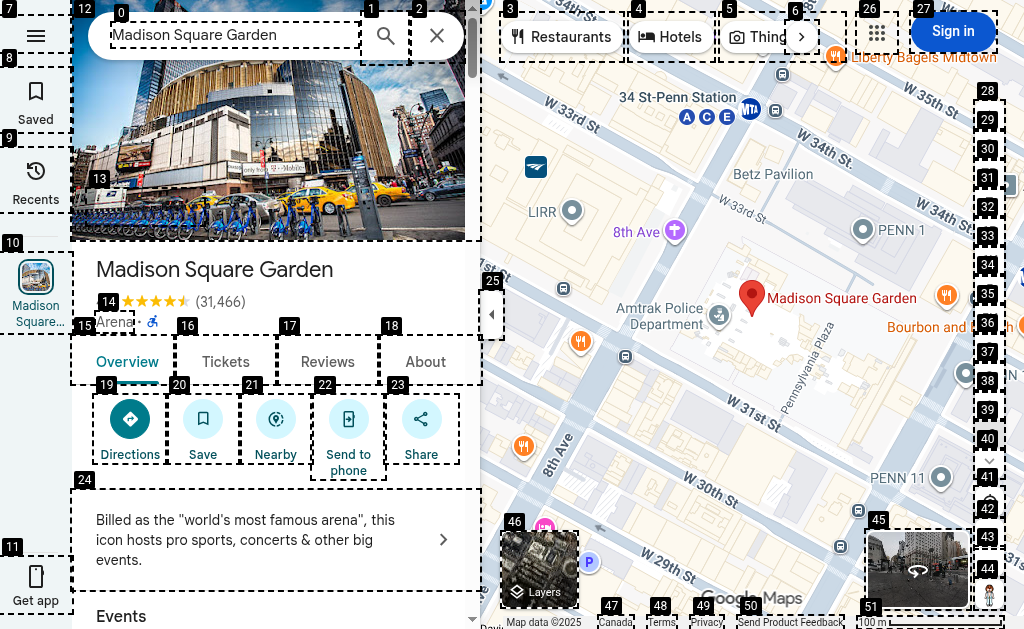 Madison Square Garden
Restaurants
Hotels
Thing
Sign in
Saved
Recents
Madison
Square...
Get app
Madison Square Garden
(31,466)
Arena
Overview
Tickets
Reviews
About
Directions
Save
Nearby
Send to
phone
Share
Billed as the "world's most famous arena", this
icon hosts pro sports, concerts & other big
events.
Events
Liberty Bagels Midtown
34 St-Penn Station
A C E
MTA
W 33rd St
W 35th St
W 34th St.
W 34th St.
Betz Pavilion
W 33rd St
LIRR
8th Ave
PENN 1
1st St
Madison Square Garden
Amtrak Police
Department
Bourbon and
Pennsylvania Plaza
W 31st St
8th Ave
PENN 11
W 30th St
W 29th St
P
Layers
Google Maps
Map data ©2025
Canada
Terms
Privacy
Send Product Feedback
100 m
0
1
2
3
4
5
6
7
8
9
10
11
12
13
14
15
16
17
18
19
20
21
22
23
24
25
26
27
28
29
30
31
32
33
34
35
36
37
38
39
40
41
42
43
44
45
46
47
48
49
50
51